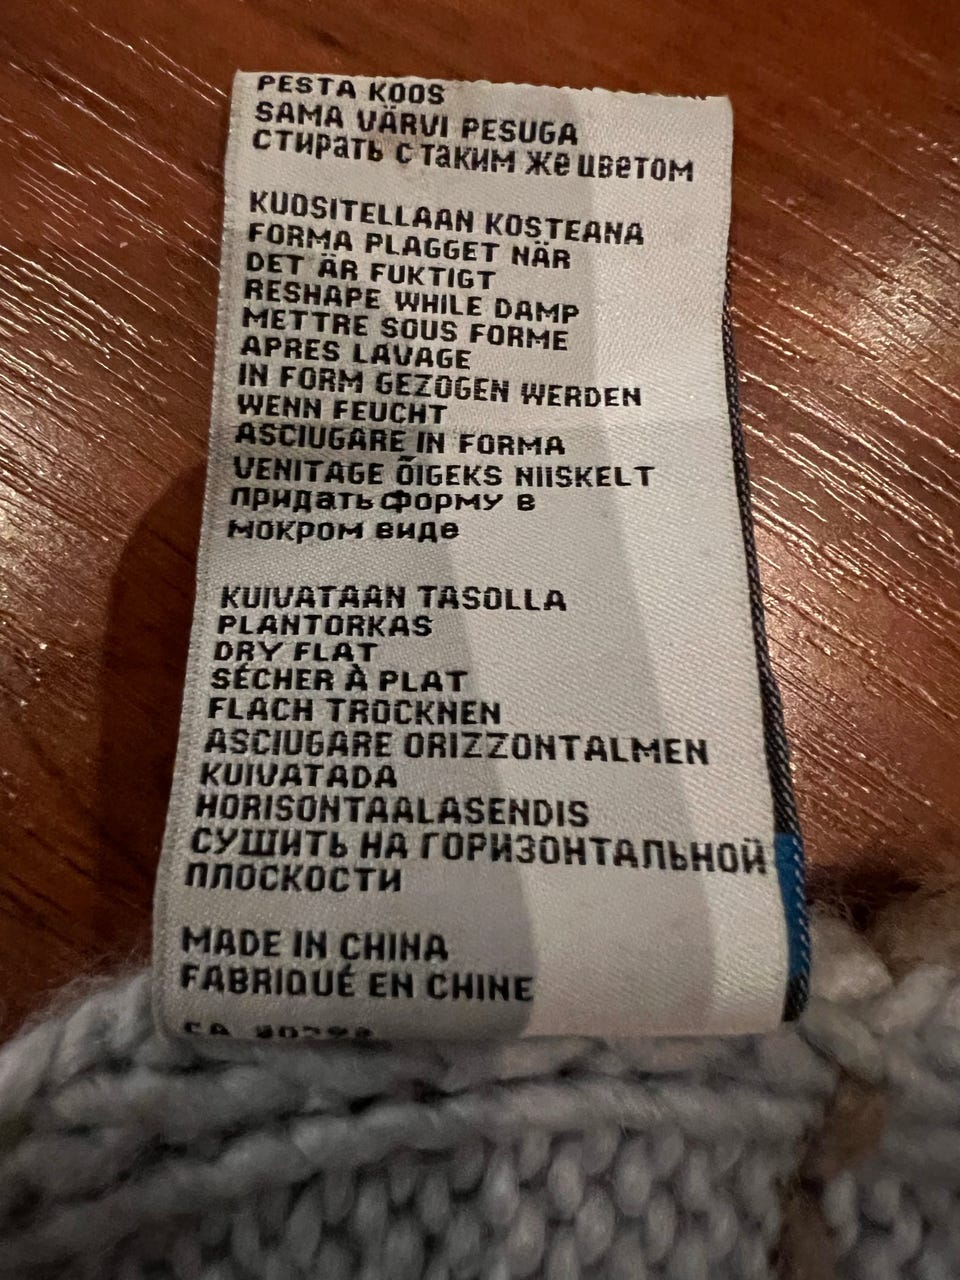 PESTA KOOS
SAMA VÄRVI PESUGA
стирать с таким же цветом
KUOSITELLAAN KOSTEANA
FORMA PLAGGET NÄR
DET ÄR FUKTIGT
RESHAPE WHILE DAMP
METTRE SOUS FORME
APRES LAVAGE
IN FORM GEZOGEN WERDEN
WENN FEUCHT
ASCIUGARE IN FORMA
VENITAGE ÕIGEKS NIISKELT
придать форму в
мокром виде
KUIVATAAN TASOLLA
PLANTORKAS
DRY FLAT
SÉCHER À PLAT
FLACH TROCKNEN
ASCIUGARE ORIZZONTALMEN
KUIVATADA
HORISONTAALASENDIS
СУШИТЬ НА ГОРИЗОНТАЛЬНОЙ
ПЛОСКОСТИ
MADE IN CHINA
FABRIQUÉ EN CHINE
CA